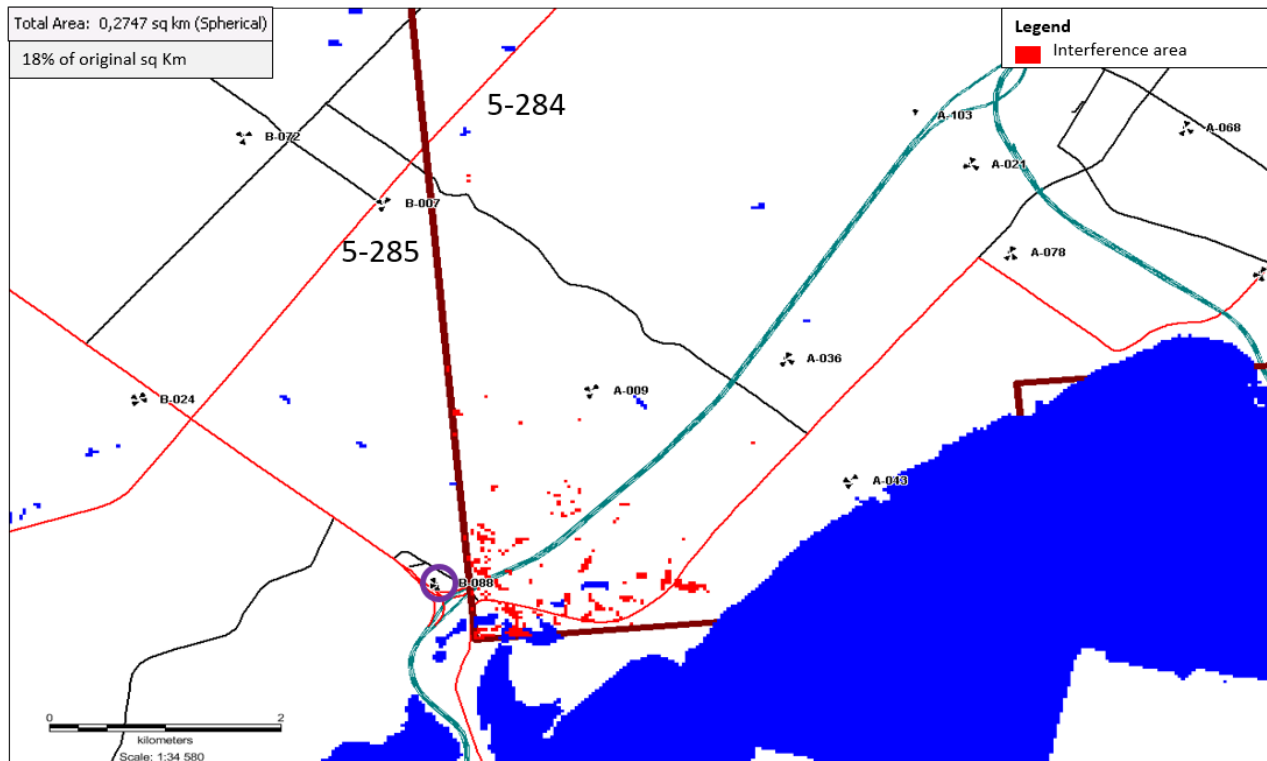 Total Area: 0,2747 sq km (Spherical)
18% of original sq Km
Legend
Interference area
5-284
B-072
A-103
A-068
A-021
B-007
5-285
A-078
A-036
A-009
B-024
A-043
B-088
0 2
kilometers
Scale: 1:34 580